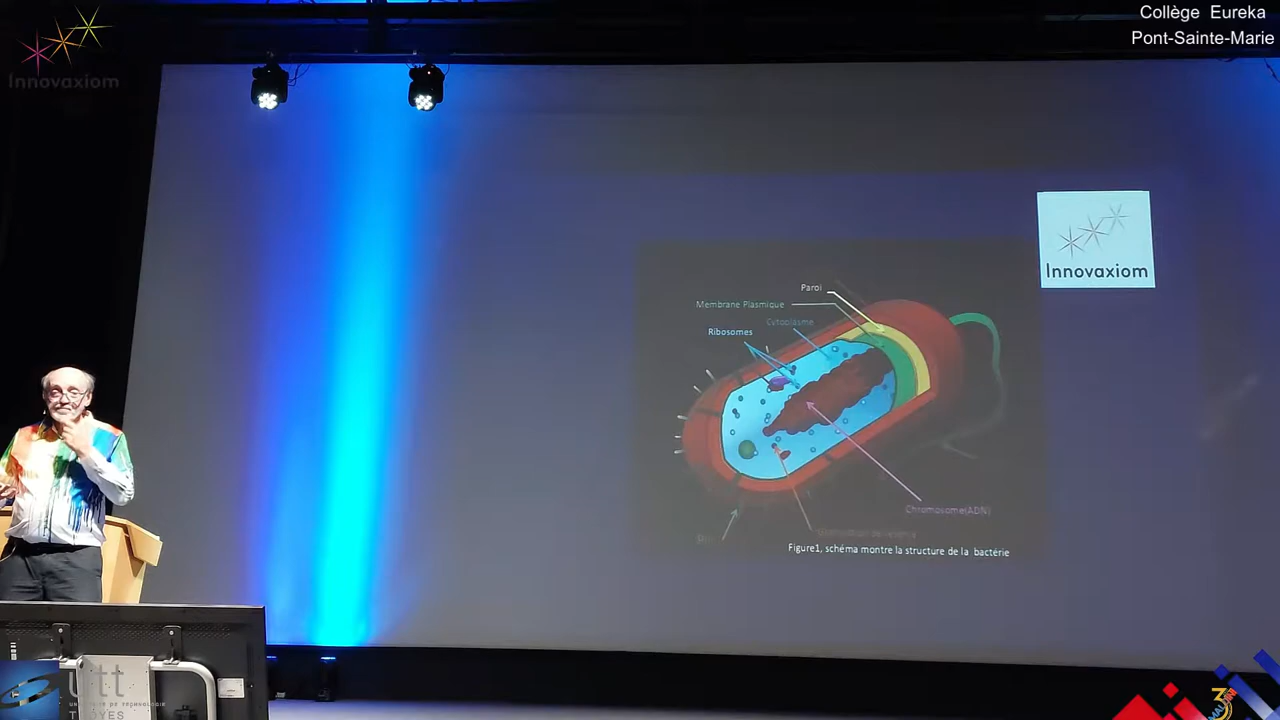 Collège Eureka
Pont-Sainte-Marie
Innovaxiom
Innovaxiom
Paroi
Membrane Plasmique
Cytoplasme
Ribosomes
Chromosome(ADN)
Figure1, schéma montre la structure de la bactérie
utt
TROYES